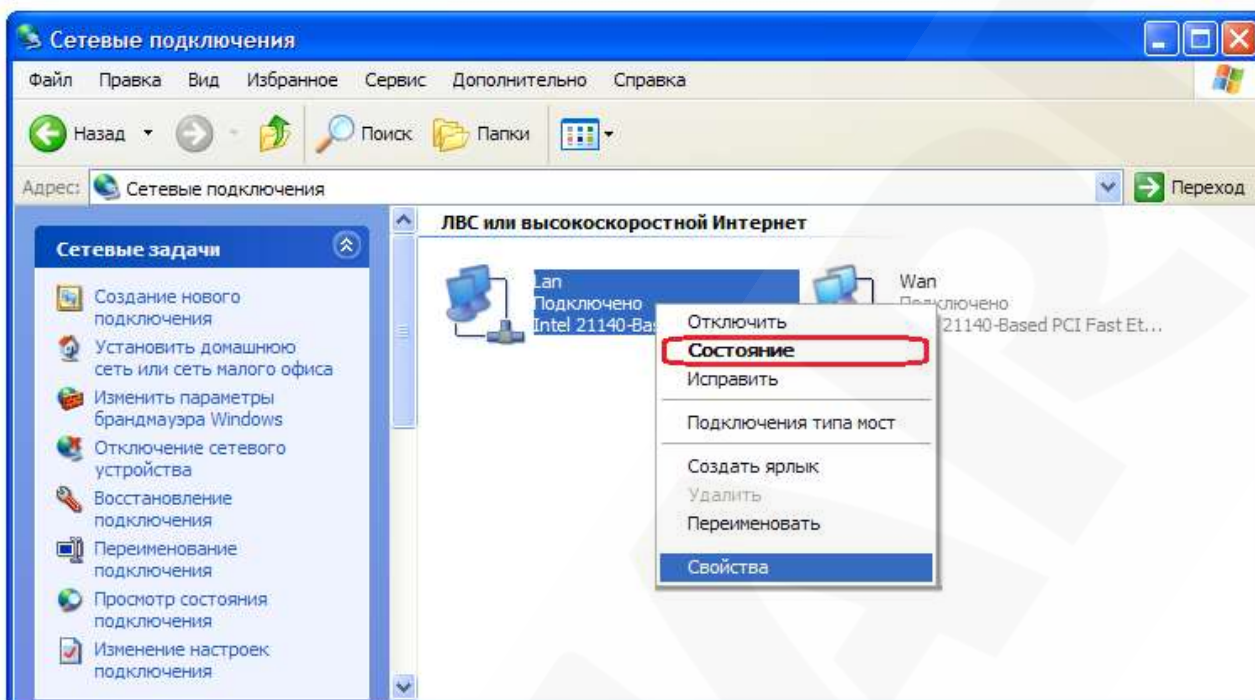 Сетевые подключения
Файл Правка Вид Избранное Сервис Дополнительно Справка
Назад Поиск Папки
Адрес: Сетевые подключения Переход
Сетевые задачи
Создание нового
подключения
Установить домашнюю
сеть или сеть малого офиса
Изменить параметры
брандмауэра Windows
Отключение сетевого
устройства
Восстановление
подключения
Переименование
подключения
Просмотр состояния
подключения
Изменение настроек
подключения
ЛВС или высокоскоростной Интернет
Lan
Подключено
Intel 21140-Bas
Wan
Подключено
21140-Based PCI Fast Et...
Отключить
Состояние
Исправить
Подключения типа мост
Создать ярлык
Удалить
Переименовать
Свойства